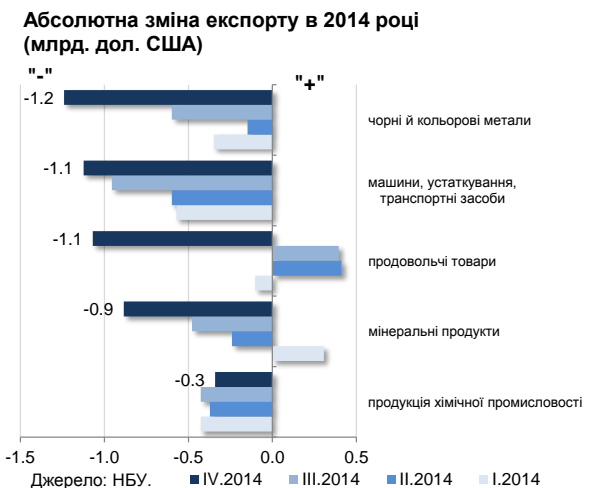 Абсолютна зміна експорту в 2014 році
(млрд. дол. США)
"-"
"+"
-1.2
чорні й кольорові метали
-1.1
машини, устаткування,
транспортні засоби
-1.1
продовольчі товари
-0.9
мінеральні продукти
-0.3
продукція хімічної промисловості
-1.5 -1.0 -0.5 0.0 0.5
Джерело: НБУ. IV.2014 III.2014 II.2014 I.2014